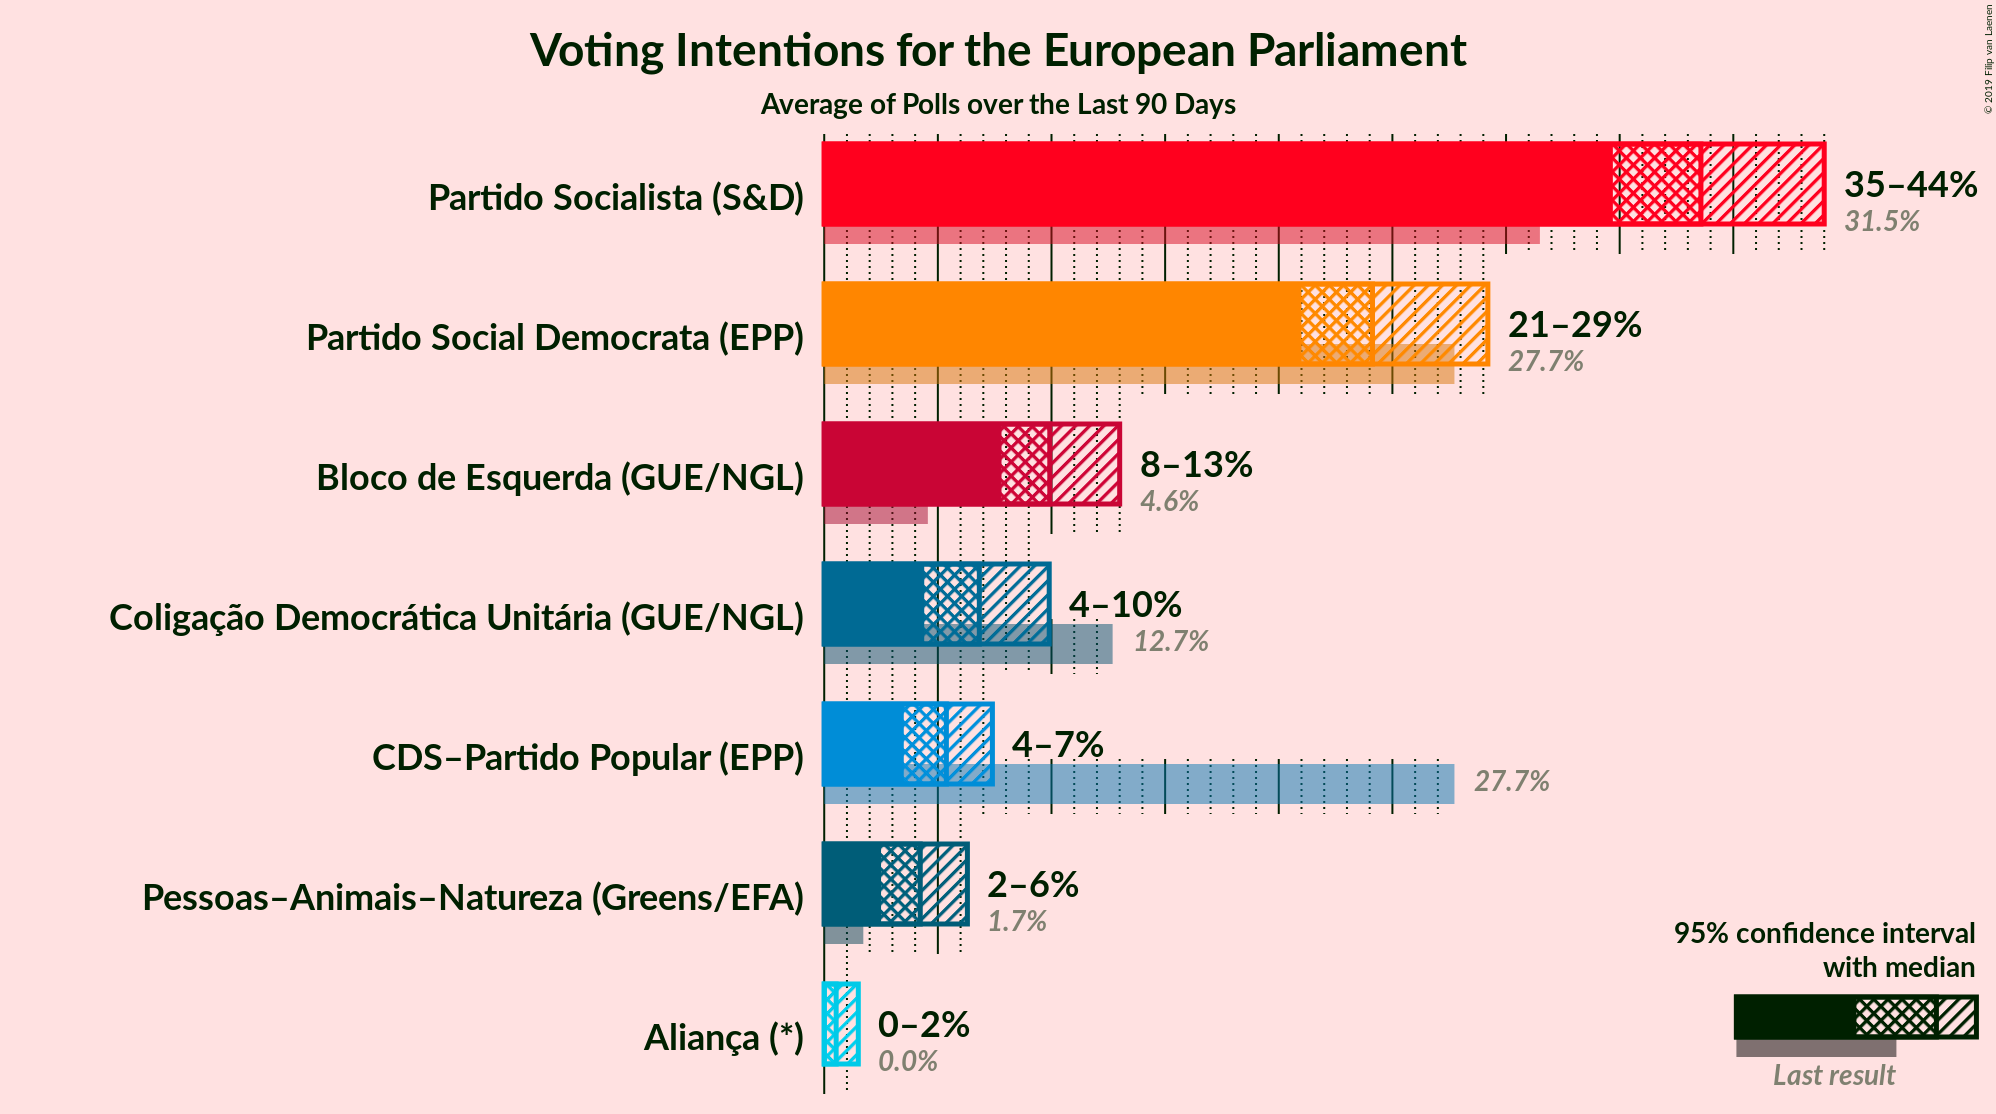 Voting Intentions for the European Parliament
Average of Polls over the Last 90 Days
© 2019 Filip van Laenen
Partido Socialista (S&D)
35–44%
31.5%
Partido Social Democrata (EPP)
21–29%
27.7%
Bloco de Esquerda (GUE/NGL)
8–13%
4.6%
Coligação Democrática Unitária (GUE/NGL)
4–10%
12.7%
CDS–Partido Popular (EPP)
4–7%
27.7%
Pessoas–Animais–Natureza (Greens/EFA)
2–6%
1.7%
Aliança (*)
0–2%
0.0%
95% confidence interval
with median
Last result